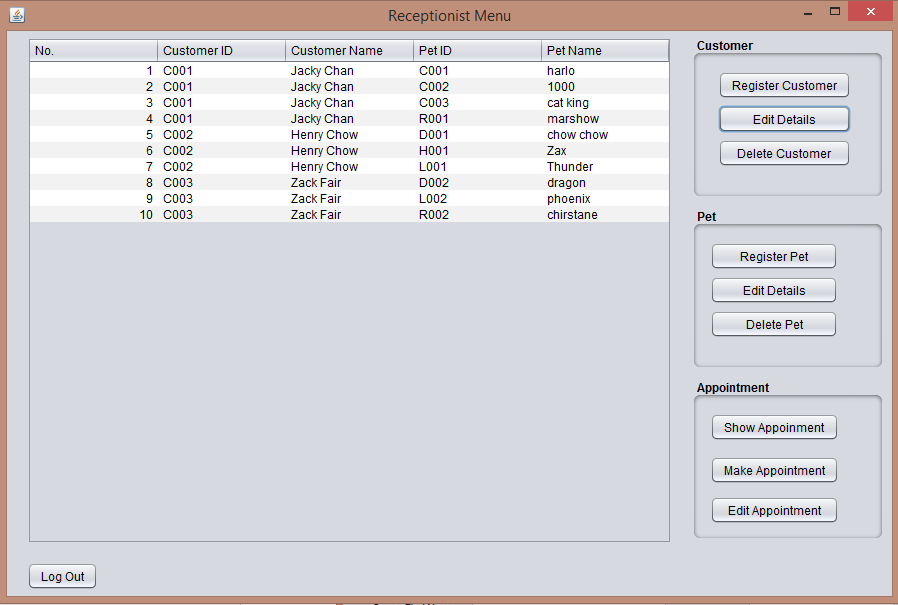 Receptionist Menu
No. Customer ID Customer Name Pet ID Pet Name
1 C001 Jacky Chan C001 harlo
2 C001 Jacky Chan C002 1000
3 C001 Jacky Chan C003 cat king
4 C001 Jacky Chan R001 marshow
5 C002 Henry Chow D001 chow chow
6 C002 Henry Chow H001 Zax
7 C002 Henry Chow L001 Thunder
8 C003 Zack Fair D002 dragon
9 C003 Zack Fair L002 phoenix
10 C003 Zack Fair R002 chirstane
Customer
Register Customer
Edit Details
Delete Customer
Pet
Register Pet
Edit Details
Delete Pet
Appointment
Show Appoinment
Make Appointment
Edit Appointment
Log Out